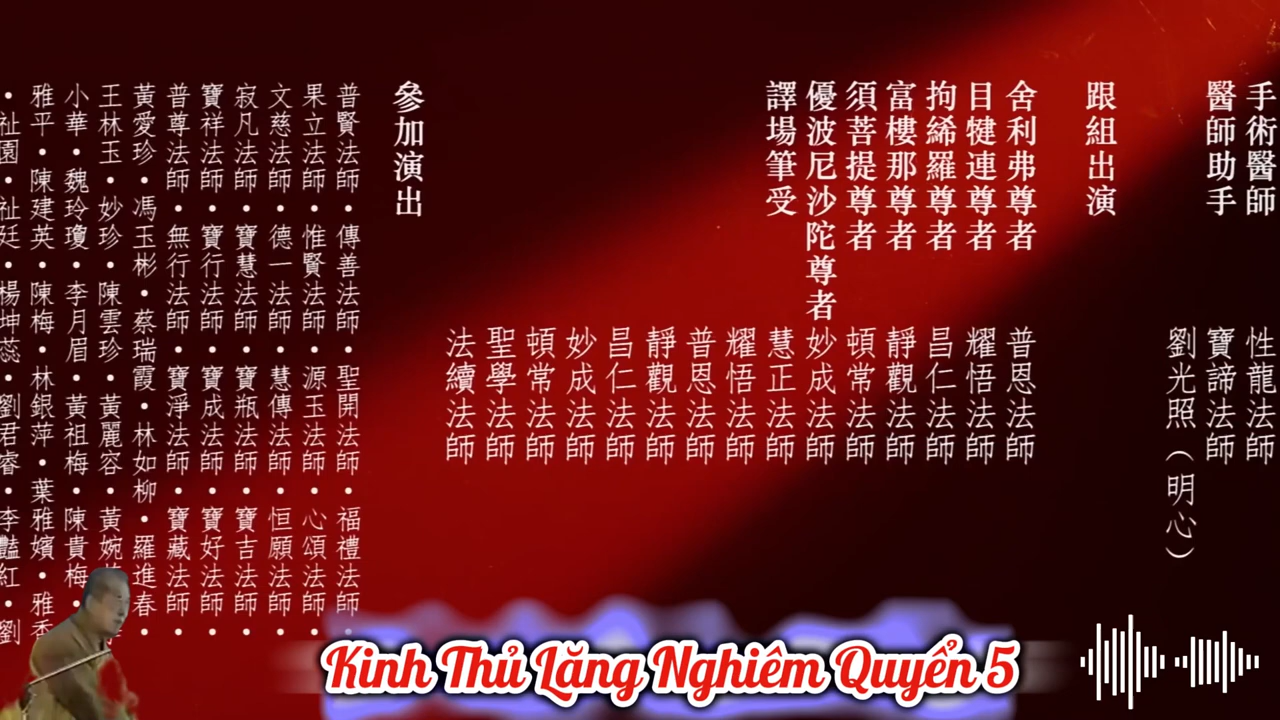 手術醫師 性龍法師
醫師助手 寶諦法師
劉光照（明心）
跟組出演
舍利弗尊者 普恩法師
目犍連尊者 耀悟法師
拘絺羅尊者 昌仁法師
富樓那尊者 靜觀法師
須菩提尊者 頓常法師
優波尼沙陀尊者 妙成法師
譯場筆受 慧正法師
耀悟法師
普恩法師
靜觀法師
昌仁法師
妙成法師
頓常法師
聖學法師
法續法師
參加演出
普賢法師・傳善法師・聖開法師・福禮法師・
果立法師・惟賢法師・源玉法師・心頌法師・
文慈法師・德一法師・慧傳法師・恒願法師・
寂凡法師・寶慧法師・寶瓶法師・寶吉法師・
寶祥法師・寶行法師・寶成法師・寶好法師・
普尊法師・無行法師・寶淨法師・寶藏法師・
黃愛珍・馮玉彬・蔡瑞霞・林如柳・羅進春・
王林玉・妙珍・陳雲珍・黃麗容・黃婉
小華・魏玲瓊・李月眉・黃祖梅・陳貴梅・
雅平・陳建英・陳梅・林銀萍・葉雅嬪・雅秀
・祉園・祉廷・楊坤蕊・劉君睿・李豔紅・劉
Kinh Thủ Lăng Nghiêm Quyển 5